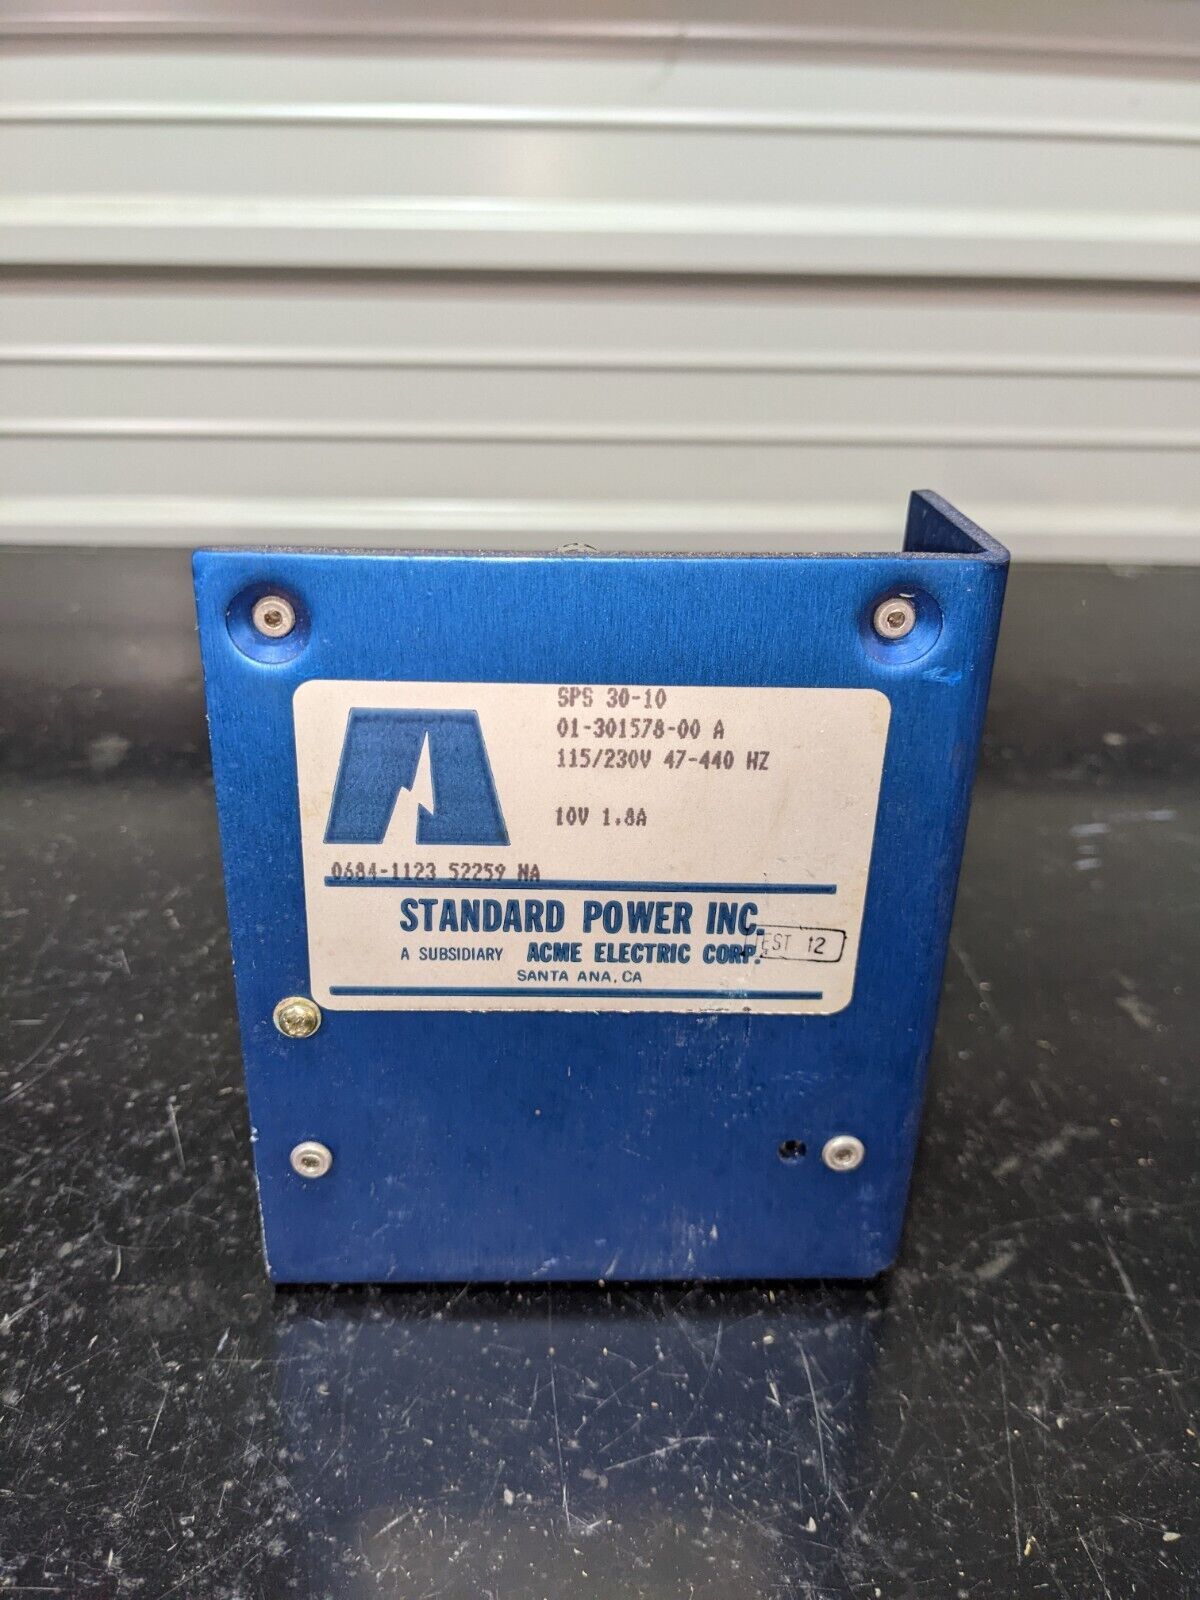 SPS 30-10
01-301578-00 A
115/230V 47-440 HZ
10V 1.8A
0684-1123 52259 NA
STANDARD POWER INC.
A SUBSIDIARY ACME ELECTRIC CORP.
EST 12
SANTA ANA, CA